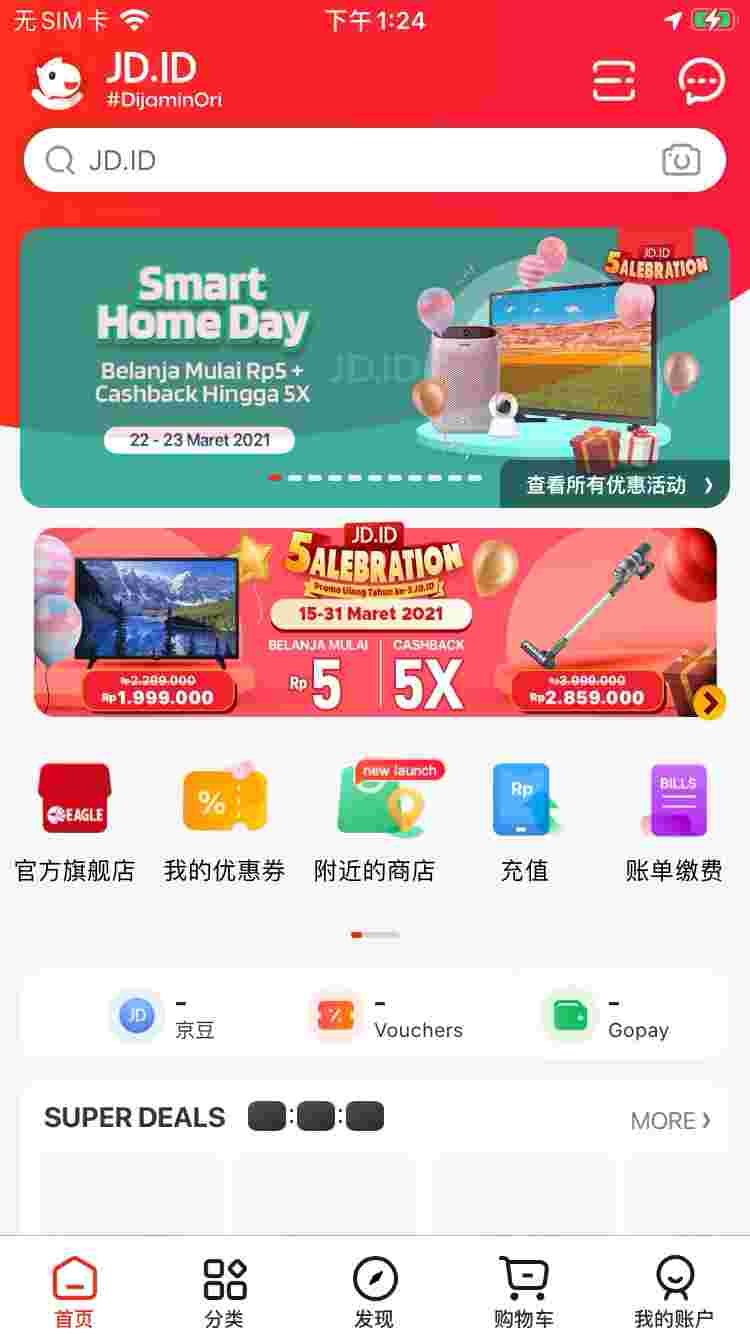 无SIM卡
下午1:24
JD.ID
#DijaminOri
JD.ID
JD.ID
5ALEBRATION
Smart
Home Day
Belanja Mulai Rp5 +
Cashback Hingga 5X
JD.ID
22 - 23 Maret 2021
查看所有优惠活动 ›
JD.ID
5ALEBRATION
Promo Ulang Tahun ke-5 JD.ID
15-31 Maret 2021
BELANJA MULAI
CASHBACK
Rp5
5X
Rp2.299.000
Rp1.999.000
Rp3.999.000
Rp2.859.000
EAGLE
%
new launch
Rp
BILLS
官方旗舰店
我的优惠券
附近的商店
充值
账单缴费
JD
-
京豆
%
-
Vouchers
-
Gopay
SUPER DEALS
: :
MORE ›
首页
分类
发现
购物车
我的账户